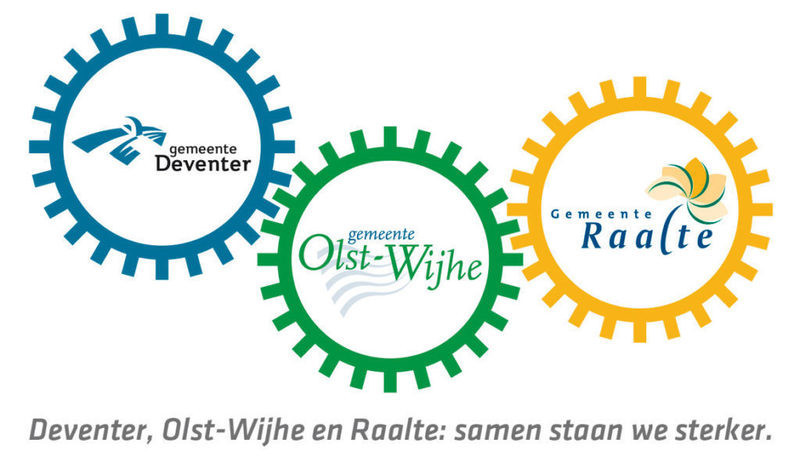 gemeente
Deventer
gemeente
Olst-Wijhe
Gemeente
Raalte
Deventer, Olst-Wijhe en Raalte: samen staan we sterker.